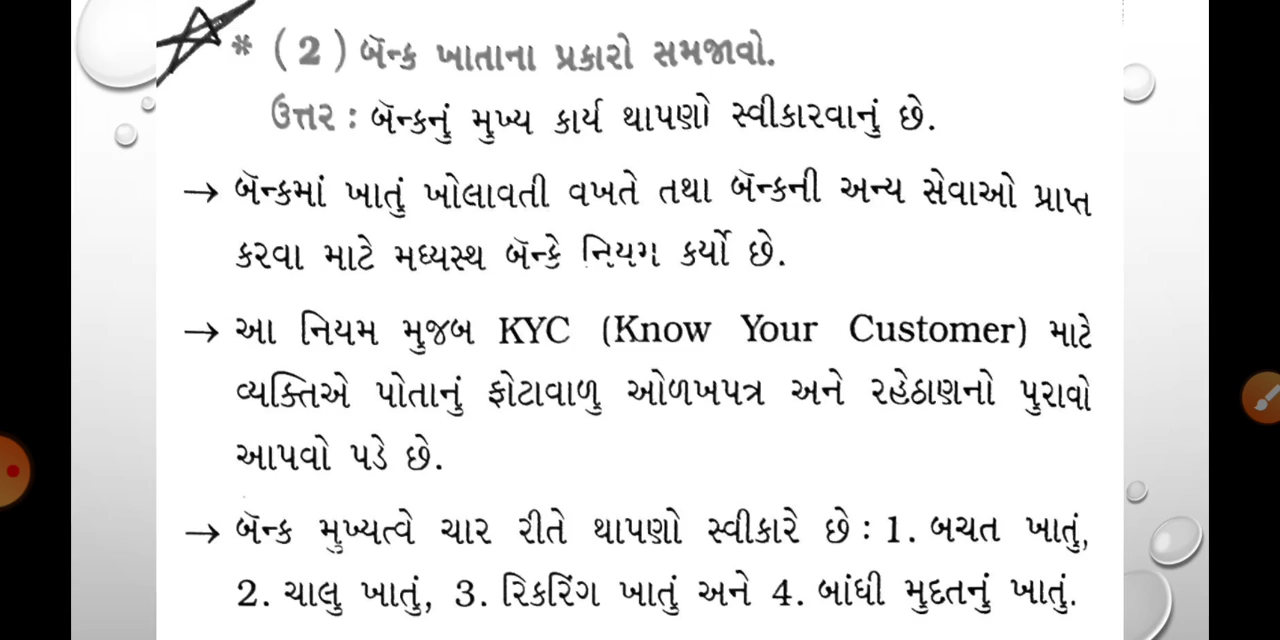 * (2) બૅન્ક ખાતાના પ્રકારો સમજાવો.
ઉત્તર : બૅન્કનું મુખ્ય કાર્ય થાપણો સ્વીકારવાનું છે.
→ બૅન્કમાં ખાતું ખોલાવતી વખતે તથા બૅન્કની અન્ય સેવાઓ પ્રાપ્ત
કરવા માટે મધ્યસ્થ બૅન્કે નિયમ કર્યો છે.
→ આ નિયમ મુજબ KYC (Know Your Customer) માટે
વ્યક્તિએ પોતાનું ફોટાવાળુ ઓળખપત્ર અને રહેઠાણનો પુરાવો
આપવો પડે છે.
→ બૅન્ક મુખ્યત્વે ચાર રીતે થાપણો સ્વીકારે છે : 1. બચત ખાતું,
2. ચાલુ ખાતું, 3. રિકરિંગ ખાતું અને 4. બાંધી મુદતનું ખાતું.